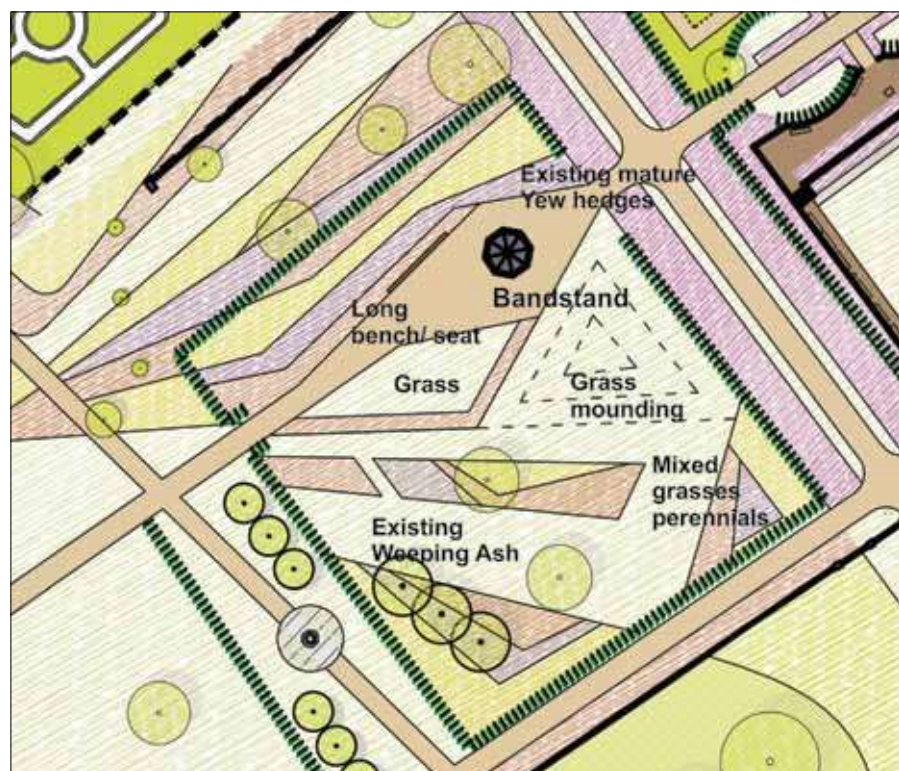 Existing mature
Yew hedges
Bandstand
Long
bench/ seat
Grass
Grass
mounding
Mixed
grasses
perennials
Existing
Weeping Ash